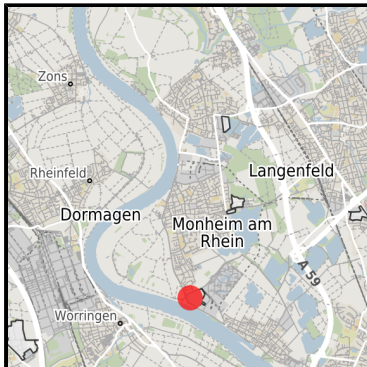 Zons
Langenfeld
Rheinfeld
Dormagen
Monheim am
Rhein
A 59
Worringen